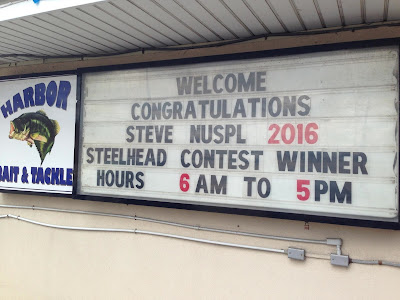 HARBOR
BAIT & TACKLE
WELCOME
CONGRATULATIONS
STEVE NUSPL 2016
STEELHEAD CONTEST WINNER
HOURS 6 AM TO 5 PM